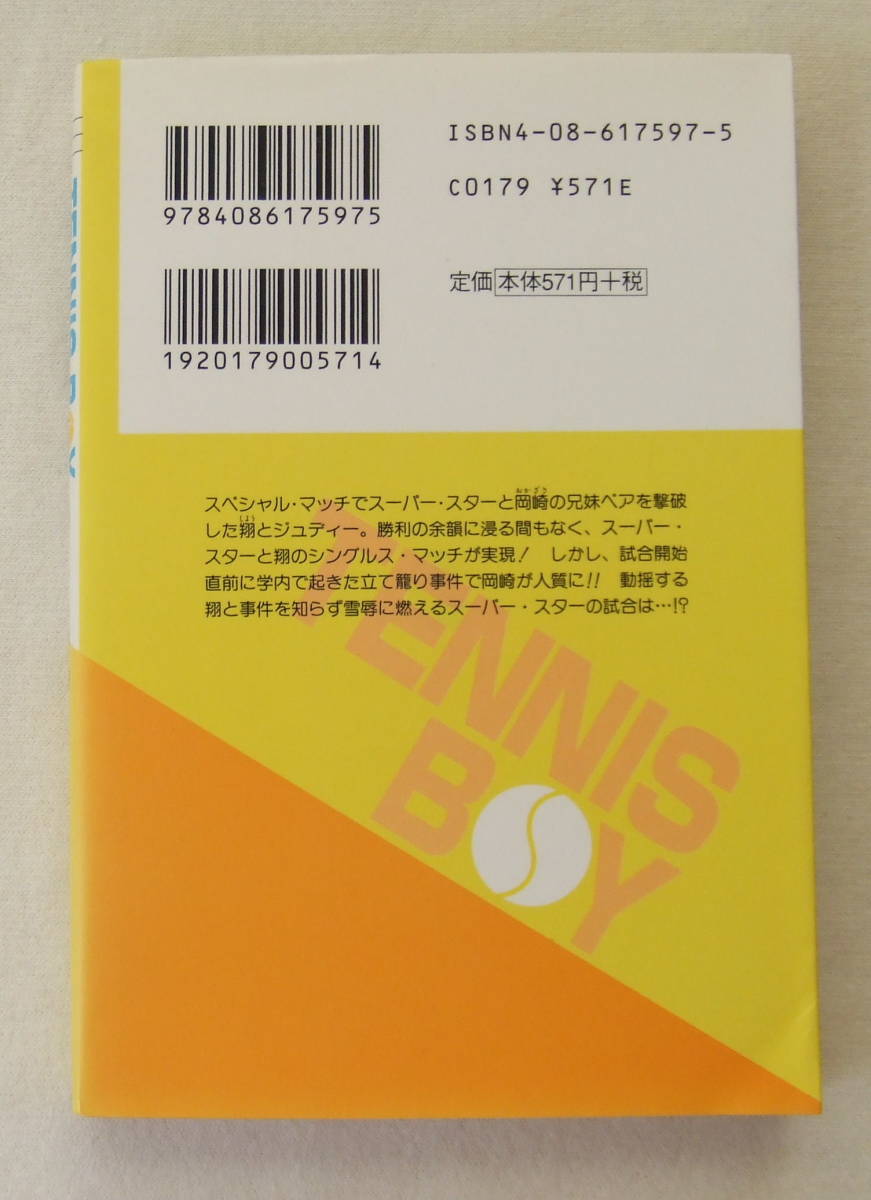 ISBN4-08-617597-5
9784086175975
C0179 ¥571E
1920179005714
定価 本体571円+税
スペシャル・マッチでスーパー・スターと岡崎の兄妹ペアを撃破
した翔とジュディー。勝利の余韻に浸る間もなく、スーパー・
スターと翔のシングルス・マッチが実現! しかし、試合開始
直前に学内で起きた立て籠り事件で岡崎が人質に!! 動揺する
翔と事件を知らず雪辱に燃えるスーパー・スターの試合は…!?
TENNIS
BOY
TENNIS BOY